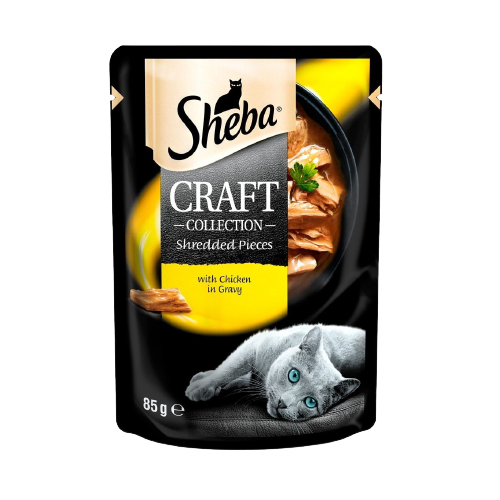 Sheba®
CRAFT
COLLECTION
Shredded Pieces
with Chicken
in Gravy
85g ℮